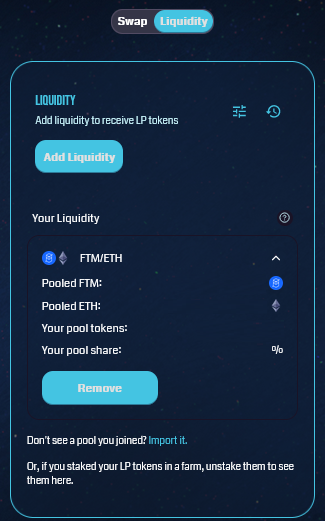 Swap
Liquidity
LIQUIDITY
Add liquidity to receive LP tokens
Add Liquidity
Your Liquidity
FTM/ETH
Pooled FTM:
Pooled ETH:
Your pool tokens:
Your pool share:
%
Remove
Don't see a pool you joined? Import it.
Or, if you staked your LP tokens in a farm, unstake them to see
them here.